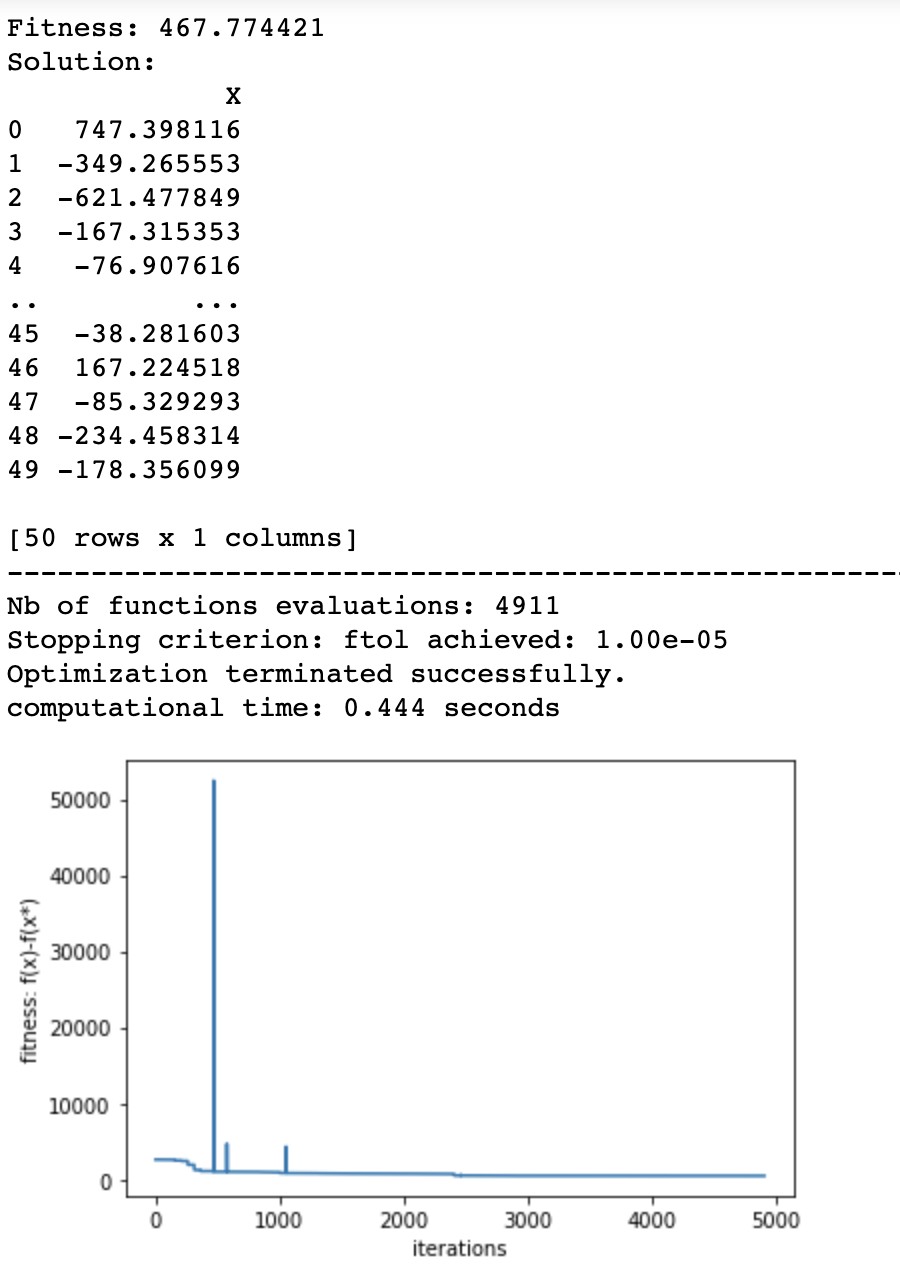 Fitness: 467.774421
Solution:
X
0 747.398116
1 -349.265553
2 -621.477849
3 -167.315353
4 -76.907616
.. ...
45 -38.281603
46 167.224518
47 -85.329293
48 -234.458314
49 -178.356099
[50 rows x 1 columns]
------------------------------------------------------
Nb of functions evaluations: 4911
Stopping criterion: ftol achieved: 1.00e-05
Optimization terminated successfully.
computational time: 0.444 seconds
50000
40000
30000
20000
10000
0
fitness: f(x)-f(x*)
0 1000 2000 3000 4000 5000
iterations